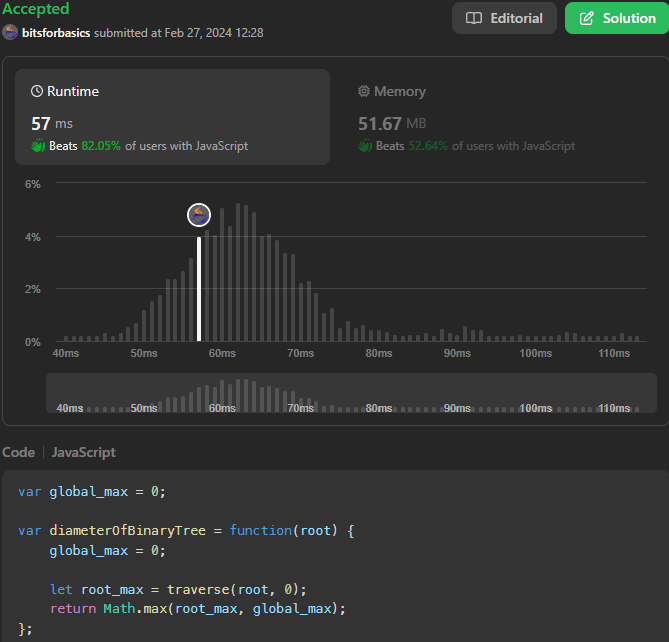 Accepted
Editorial
Solution
bitsforbasics submitted at Feb 27, 2024 12:28
Runtime
Memory
57 ms
51.67 MB
Beats 82.05% of users with JavaScript
Beats 52.64% of users with JavaScript
6%
4%
2%
0%
40ms 50ms 60ms 70ms 80ms 90ms 100ms 110ms
40ms 50ms 60ms 70ms 80ms 90ms 100ms 110ms
Code | JavaScript
var global_max = 0;
var diameterOfBinaryTree = function(root) {
global_max = 0;
let root_max = traverse(root, 0);
return Math.max(root_max, global_max);
};